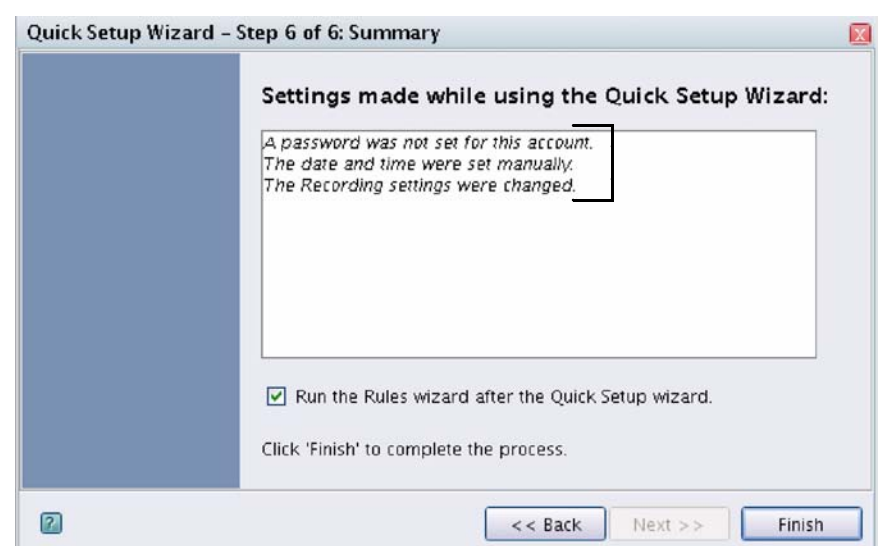 Quick Setup Wizard – Step 6 of 6: Summary
Settings made while using the Quick Setup Wizard:
A password was not set for this account.
The date and time were set manually.
The Recording settings were changed.
Run the Rules wizard after the Quick Setup wizard.
Click 'Finish' to complete the process.
?
<< Back
Next >>
Finish